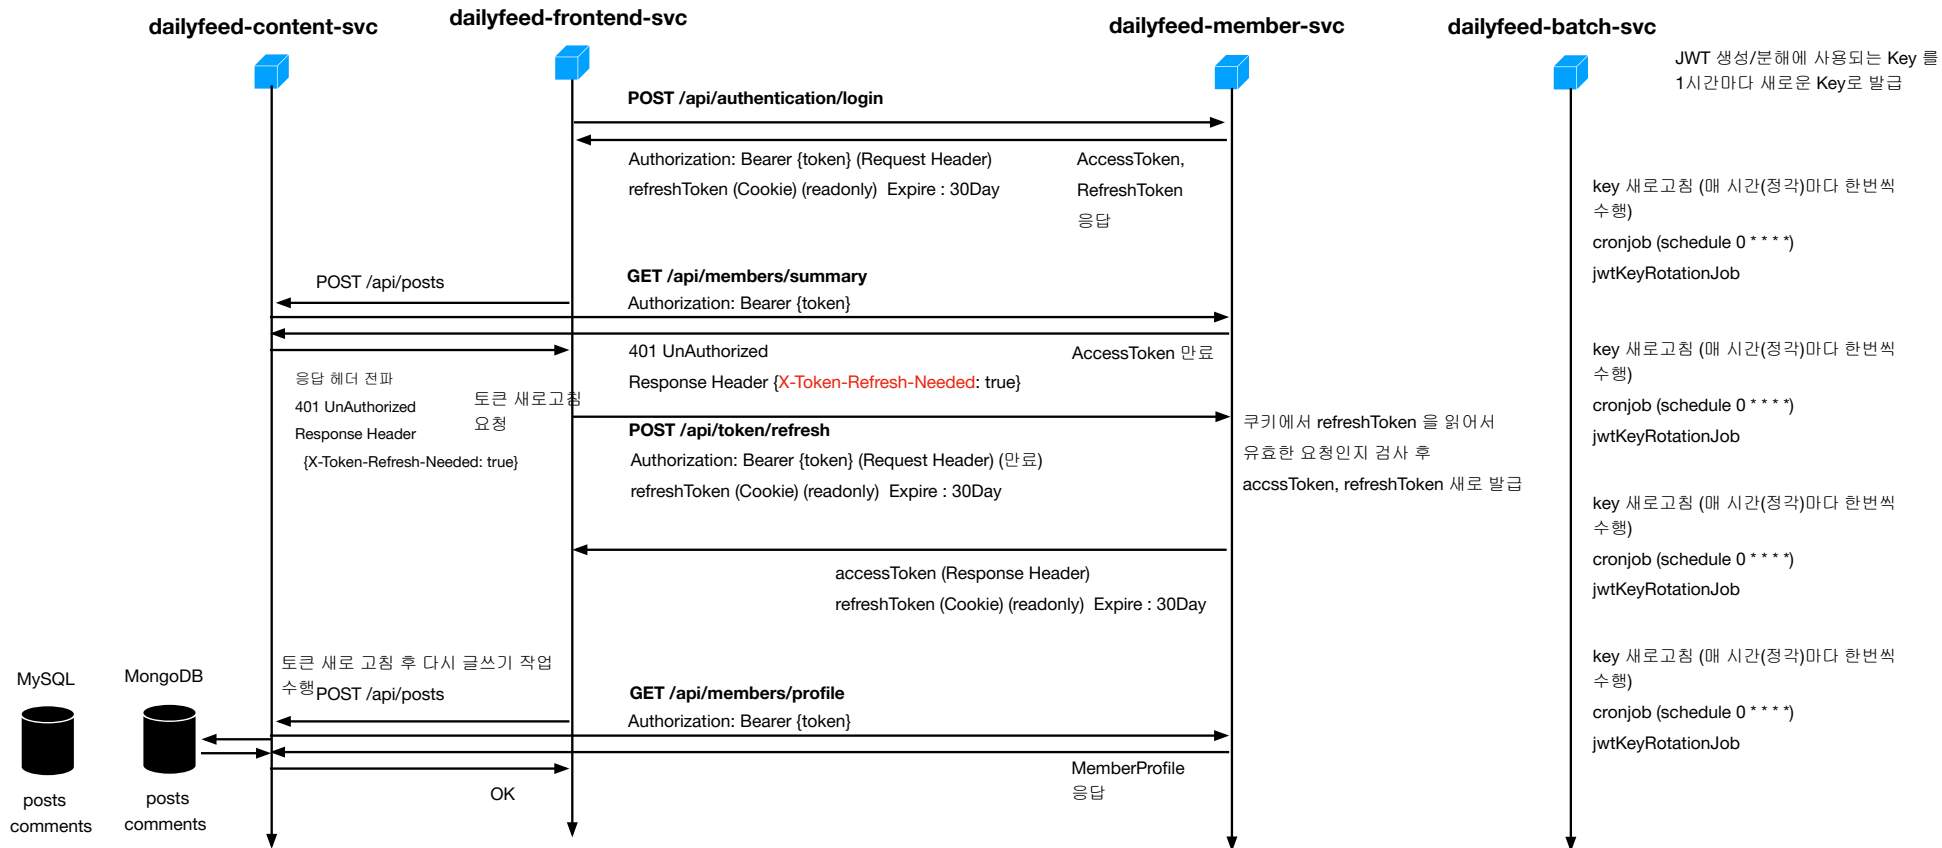 dailyfeed-content-svc
dailyfeed-frontend-svc
dailyfeed-member-svc
dailyfeed-batch-svc
JWT 생성/분해에 사용되는 Key 를
1시간마다 새로운 Key로 발급
POST /api/authentication/login
Authorization: Bearer {token} (Request Header)
refreshToken (Cookie) (readonly)  Expire : 30Day
AccessToken,
RefreshToken
응답
key 새로고침 (매 시간(정각)마다 한번씩
수행)
cronjob (schedule 0 * * * *)
jwtKeyRotationJob
POST /api/posts
GET /api/members/summary
Authorization: Bearer {token}
401 UnAuthorized
Response Header {X-Token-Refresh-Needed: true}
AccessToken 만료
key 새로고침 (매 시간(정각)마다 한번씩
수행)
cronjob (schedule 0 * * * *)
jwtKeyRotationJob
응답 헤더 전파
401 UnAuthorized
Response Header
{X-Token-Refresh-Needed: true}
토큰 새로고침
요청
POST /api/token/refresh
Authorization: Bearer {token} (Request Header) (만료)
refreshToken (Cookie) (readonly)  Expire : 30Day
쿠키에서 refreshToken 을 읽어서
유효한 요청인지 검사 후
accssToken, refreshToken 새로 발급
key 새로고침 (매 시간(정각)마다 한번씩
수행)
cronjob (schedule 0 * * * *)
jwtKeyRotationJob
accessToken (Response Header)
refreshToken (Cookie) (readonly)  Expire : 30Day
토큰 새로 고침 후 다시 글쓰기 작업
수행
POST /api/posts
GET /api/members/profile
Authorization: Bearer {token}
key 새로고침 (매 시간(정각)마다 한번씩
수행)
cronjob (schedule 0 * * * *)
jwtKeyRotationJob
MySQL
MongoDB
posts
comments
posts
comments
OK
MemberProfile
응답